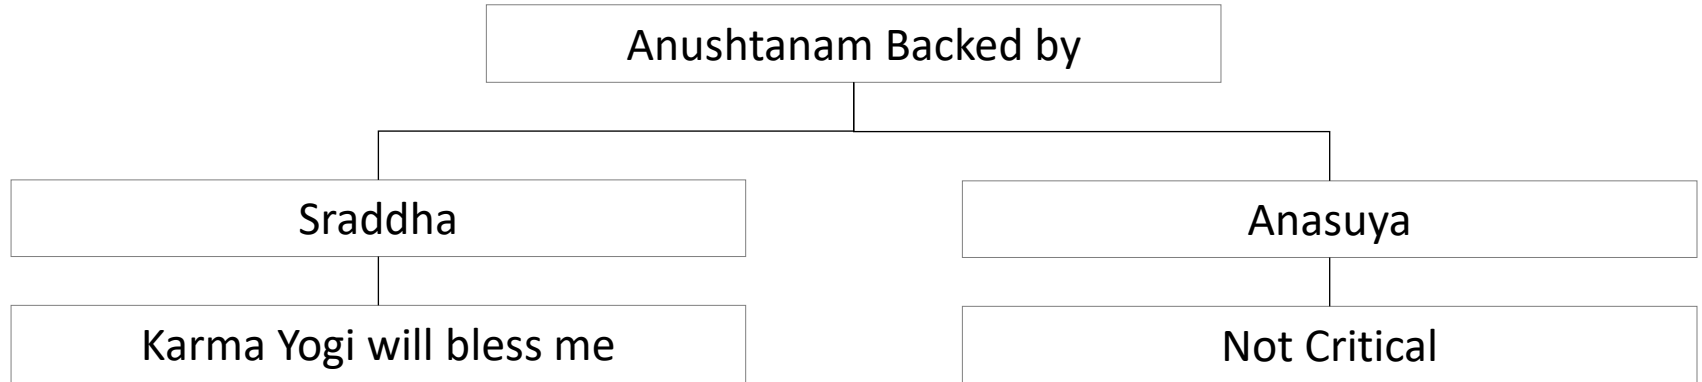 Anushtanam Backed by
Sraddha
Anasuya
Karma Yogi will bless me
Not Critical